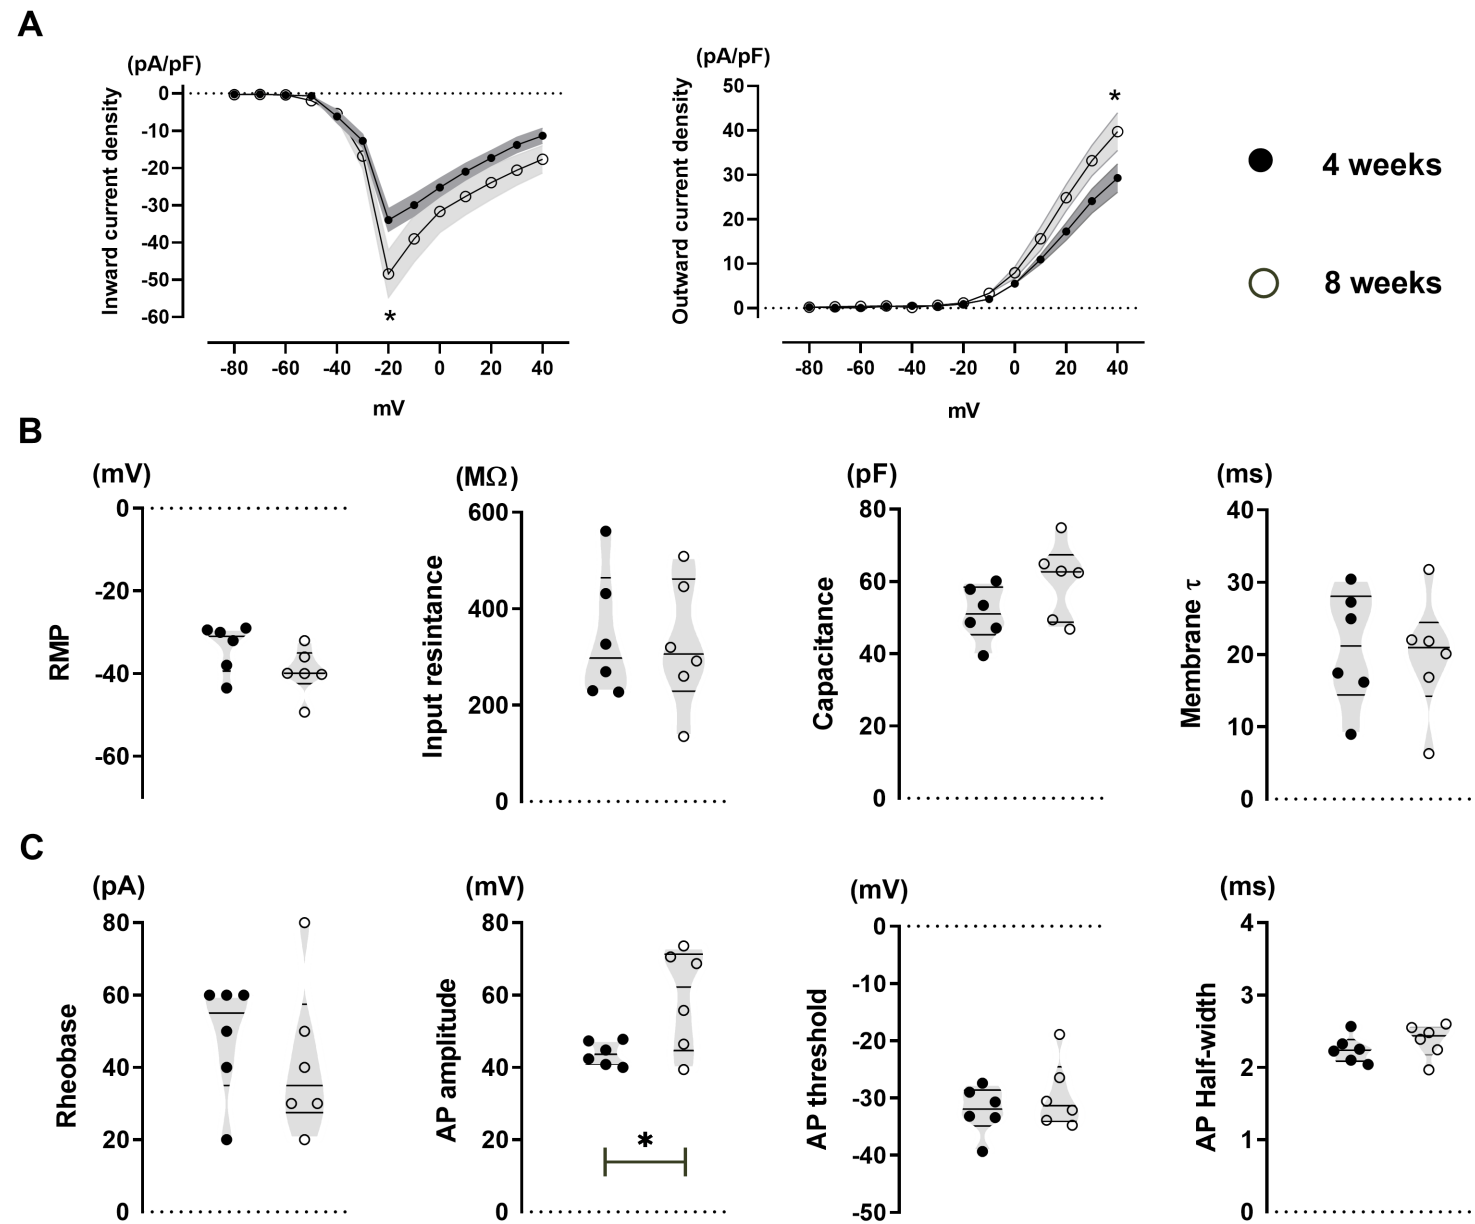 A
(pA/pF)
Inward current density
0
-10
-20
-30
-40
-50
-60
*
-80 -60 -40 -20 0 20 40
mV
(pA/pF)
Outward current density
50
40
30
20
10
0
*
-80 -60 -40 -20 0 20 40
mV
4 weeks
8 weeks
B
(mV)
RMP
0
-20
-40
-60
(MΩ)
Input resintance
600
400
200
0
(pF)
Capacitance
80
60
40
20
0
(ms)
Membrane τ
40
30
20
10
0
C
(pA)
Rheobase
80
60
40
20
0
(mV)
AP amplitude
80
60
40
20
0
*
(mV)
AP threshold
0
-10
-20
-30
-40
-50
(ms)
AP Half-width
4
3
2
1
0